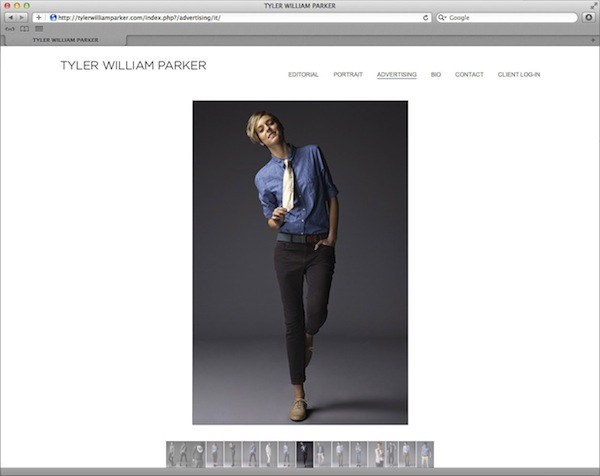 TYLER WILLIAM PARKER
http://tylerwilliamparker.com/index.php?/advertising/it/
Google
TYLER WILLIAM PARKER
TYLER WILLIAM PARKER
EDITORIAL PORTRAIT ADVERTISING BIO CONTACT CLIENT LOG-IN